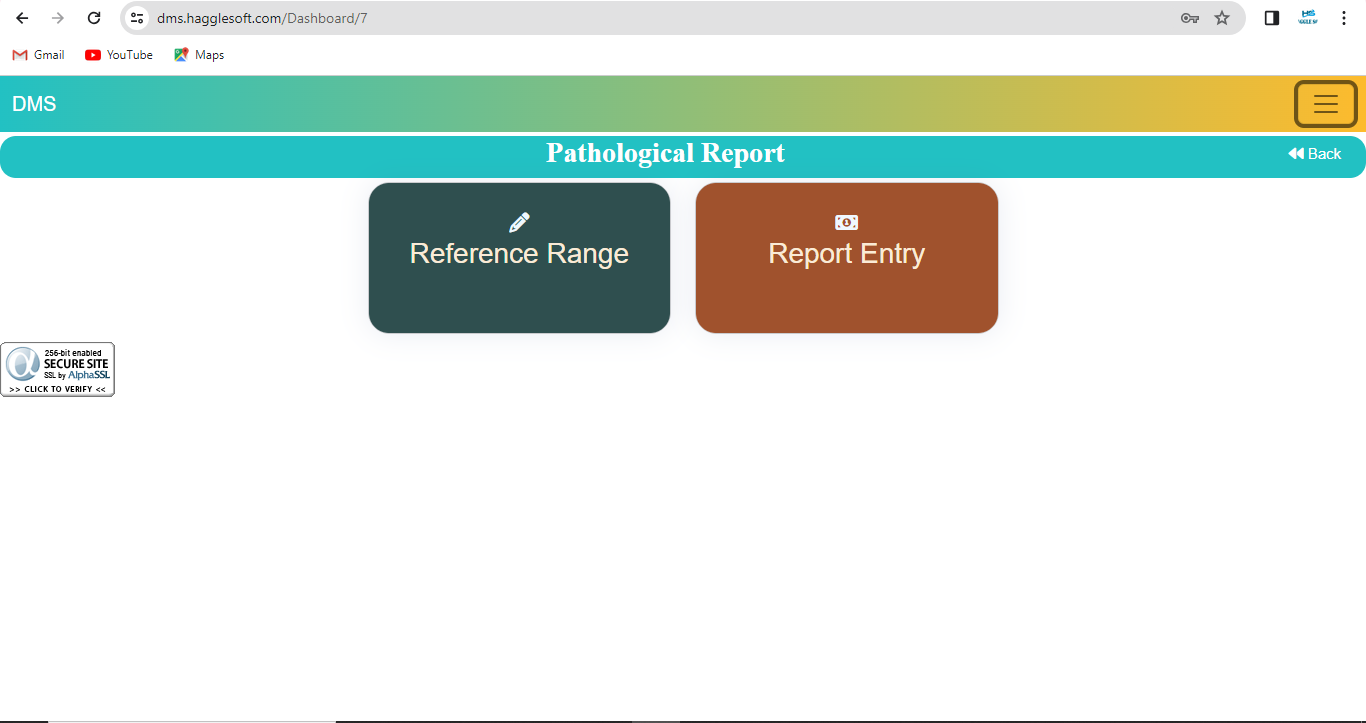 dms.hagglesoft.com/Dashboard/7
Gmail YouTube Maps
DMS
Pathological Report
Back
Reference Range
Report Entry
256-bit enabled
SECURE SITE
SSL by AlphaSSL
>> CLICK TO VERIFY <<